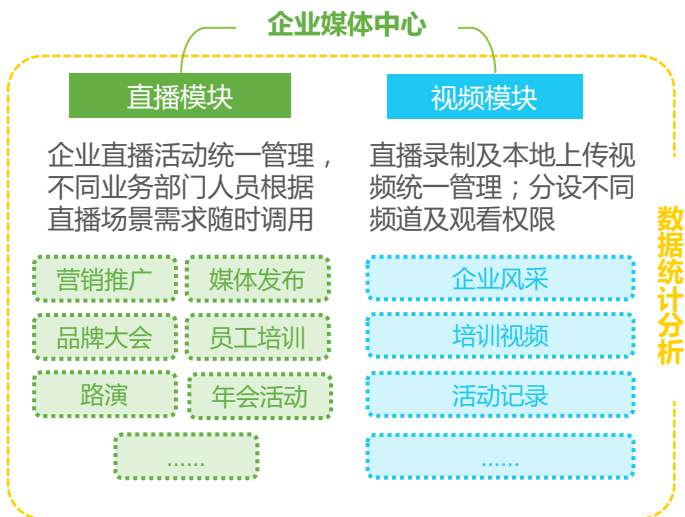 企业媒体中心
直播模块
企业直播活动统一管理，
不同业务部门人员根据
直播场景需求随时调用
营销推广
媒体发布
品牌大会
员工培训
路演
年会活动
......
视频模块
直播录制及本地上传视
频统一管理；分设不同
频道及观看权限
企业风采
培训视频
活动记录
......
数据统计分析